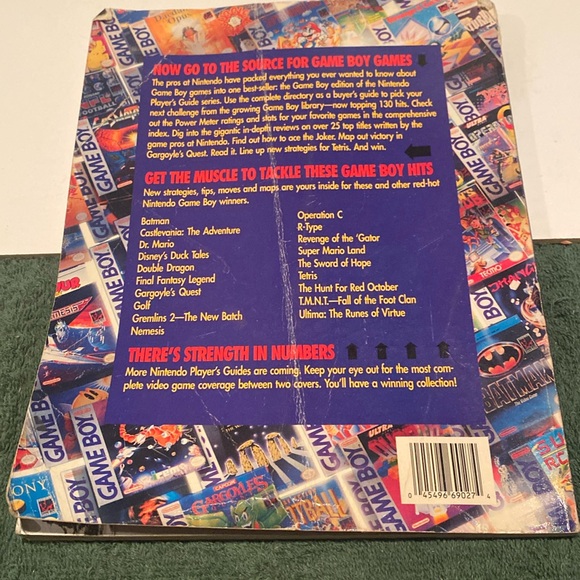 NOW GO TO THE SOURCE FOR GAME BOY GAMES
The pros at Nintendo have packed everything you ever wanted to know about
Game Boy games into one best-seller: the Game Boy edition of the Nintendo
Player's Guide series. Use the complete directory as a buyer's guide to pick your
next challenge from the growing Game Boy library—now topping 130 hits. Check
out the Power Meter ratings and stats for your favorite games in the comprehensive
index. Dig into the gigantic in-depth reviews on over 25 top titles written by the
game pros at Nintendo. Find out how to ace the Joker. Map out victory in
Gargoyle's Quest. Read it. Line up new strategies for Tetris. And win.
GET THE MUSCLE TO TACKLE THESE GAME BOY HITS
New strategies, tips, moves and maps are yours inside for these and other red-hot
Nintendo Game Boy winners.
Batman
Castlevania: The Adventure
Dr. Mario
Disney's Duck Tales
Double Dragon
Final Fantasy Legend
Gargoyle's Quest
Golf
Gremlins 2—The New Batch
Nemesis
Operation C
R-Type
Revenge of the 'Gator
Super Mario Land
The Sword of Hope
Tetris
The Hunt For Red October
T.M.N.T.—Fall of the Foot Clan
Ultima: The Runes of Virtue
THERE'S STRENGTH IN NUMBERS
More Nintendo Player's Guides are coming. Keep your eye out for the most com-
plete video game coverage between two covers. You'll have a winning collection!
GAME BOY
GAME BOY
GAME BOY
GAME BOY
GAME BOY
BATMAN
TECMO
SONY
CAPCOM
GARGOYLE'S
0 45496 69027 4